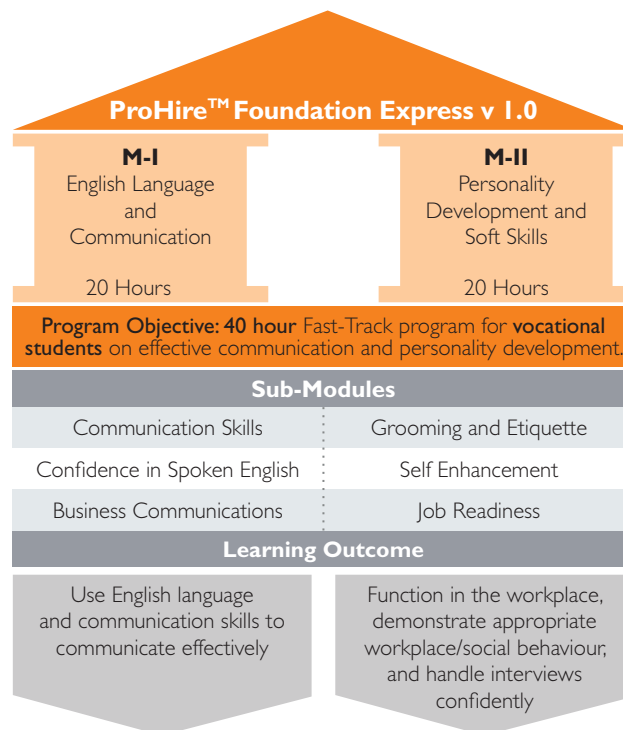 ProHire™ Foundation Express v 1.0
M-I
English Language
and
Communication
20 Hours
M-II
Personality
Development and
Soft Skills
20 Hours
Program Objective: 40 hour Fast-Track program for vocational
students on effective communication and personality development.
Sub-Modules
Communication Skills
Grooming and Etiquette
Confidence in Spoken English
Self Enhancement
Business Communications
Job Readiness
Learning Outcome
Use English language
and communication skills to
communicate effectively
Function in the workplace,
demonstrate appropriate
workplace/social behaviour,
and handle interviews
confidently